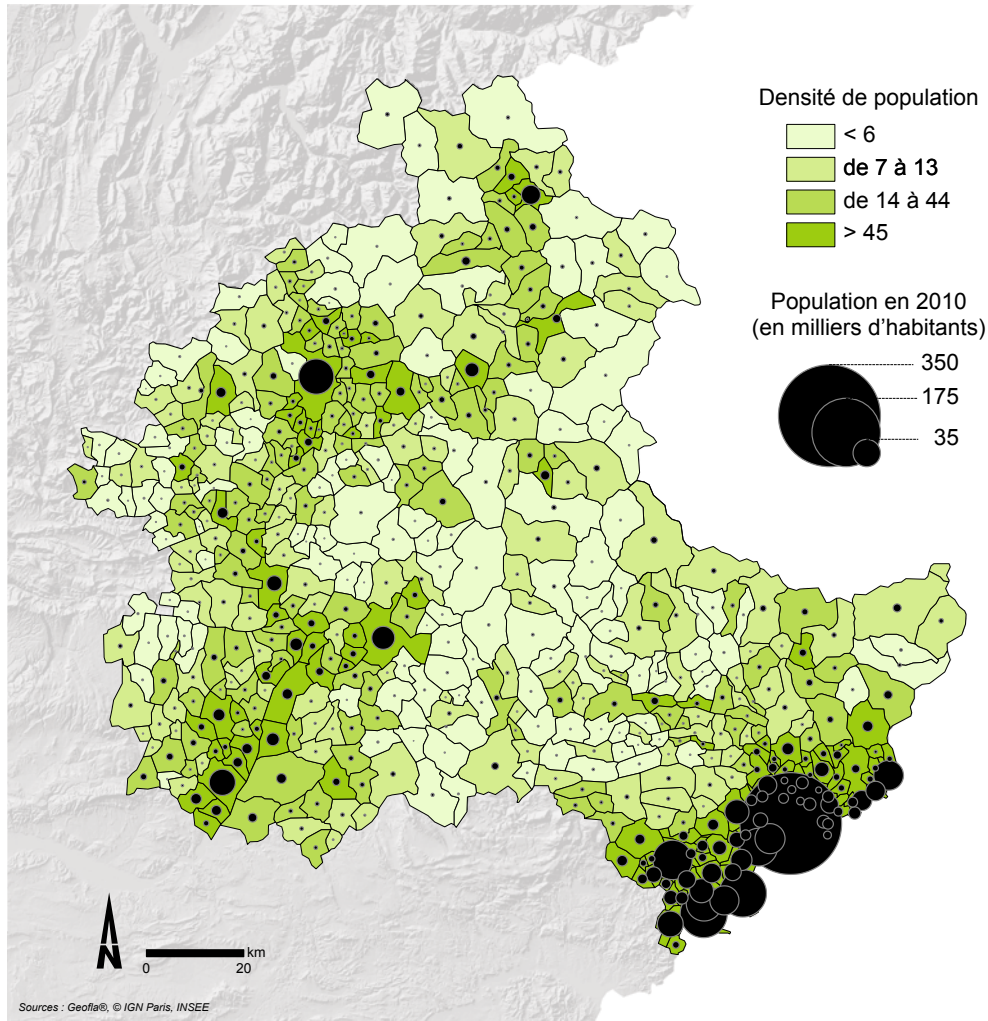 Densité de population
< 6
de 7 à 13
de 14 à 44
> 45
Population en 2010
(en milliers d’habitants)
350
175
35
N
km
0 20
Sources : Geofla®, © IGN Paris, INSEE